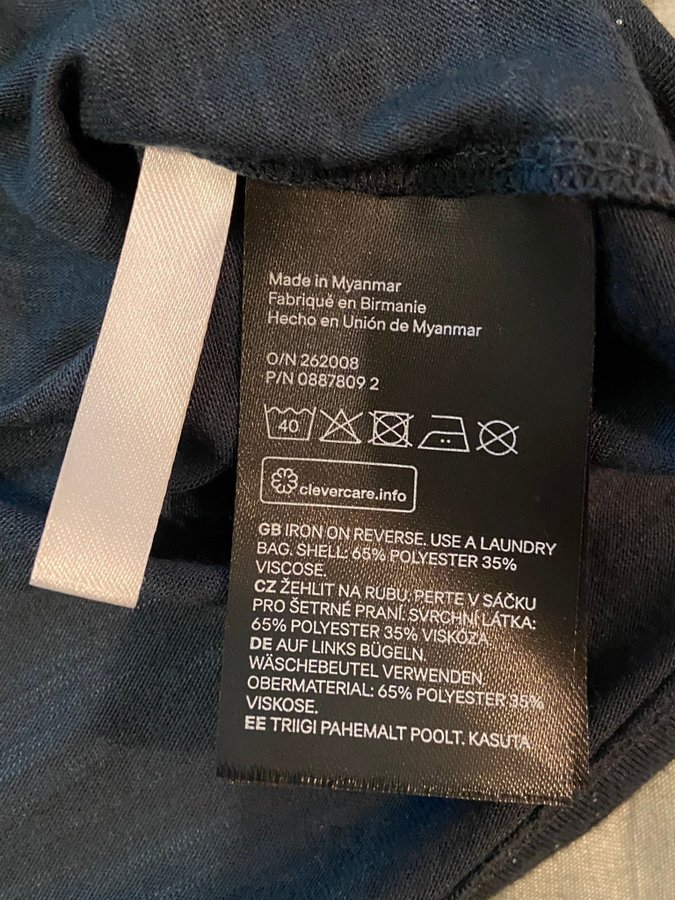 Made in Myanmar
Fabriqué en Birmanie
Hecho en Unión de Myanmar
O/N 262008
P/N 0887809 2
40
clevercare.info
GB IRON ON REVERSE. USE A LAUNDRY
BAG. SHELL: 65% POLYESTER 35%
VISCOSE.
CZ ŽEHLIT NA RUBU. PERTE V SÁČKU
PRO ŠETRNÉ PRANÍ. SVRCHNÍ LÁTKA:
65% POLYESTER 35% VISKÓZA.
DE AUF LINKS BÜGELN.
WÄSCHEBEUTEL VERWENDEN.
OBERMATERIAL: 65% POLYESTER 35%
VISKOSE.
EE TRIIGI PAHEMALT POOLT. KASUTA